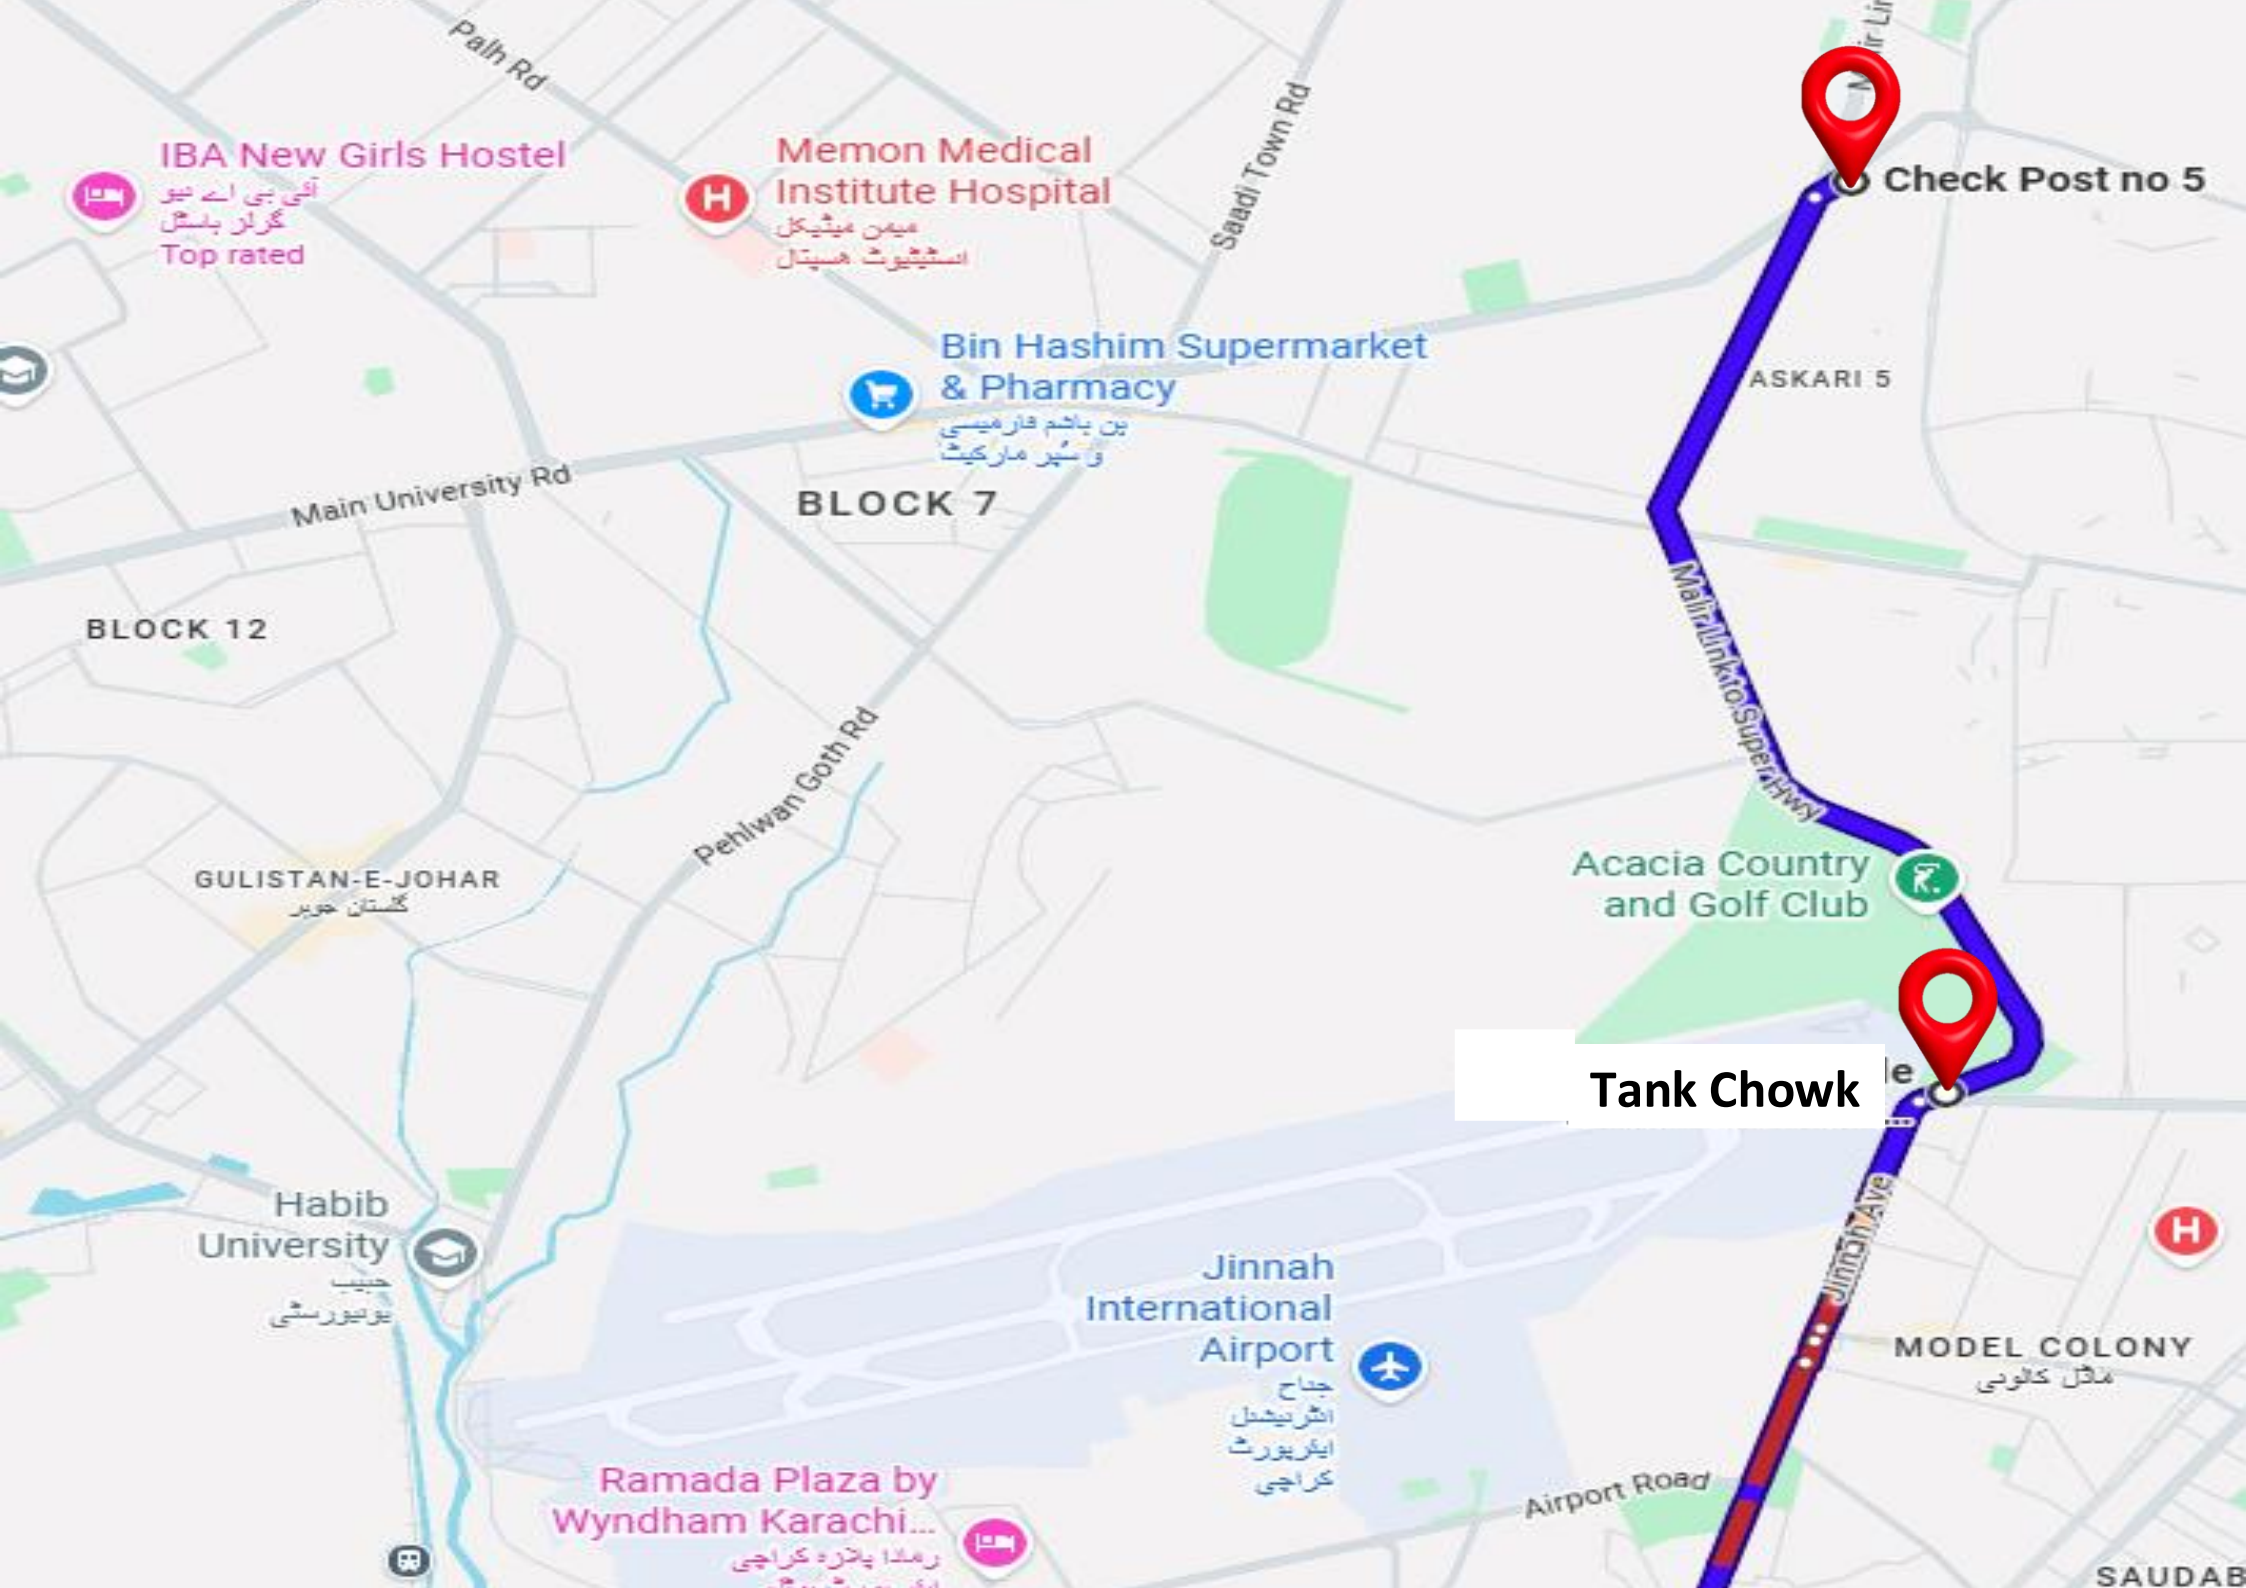 Palh Rd
IBA New Girls Hostel
آئی بی اے نیو
گرلز ہاسٹل
Top rated
Memon Medical
Institute Hospital
میمن میڈیکل
انسٹیٹیوٹ ھسپتال
Saadi Town Rd
Check Post no 5
Bin Hashim Supermarket
& Pharmacy
بن ہاشم فارمیسی
و سُپر مارکیٹ
ASKARI 5
Main University Rd
BLOCK 7
BLOCK 12
Malir Link to Super Hwy
Pehlwan Goth Rd
GULISTAN-E-JOHAR
گلستان جوہر
Acacia Country
and Golf Club
Tank Chowk
le
...
Habib
University
حبیب
یونیورسٹی
Jinnah Ave
Jinnah
International
Airport
جناح
انٹرنیشنل
ایئرپورٹ
کراچی
MODEL COLONY
ماڈل کالونی
Airport Road
Ramada Plaza by
Wyndham Karachi...
رمادا پلازہ کراچی
SAUDAB